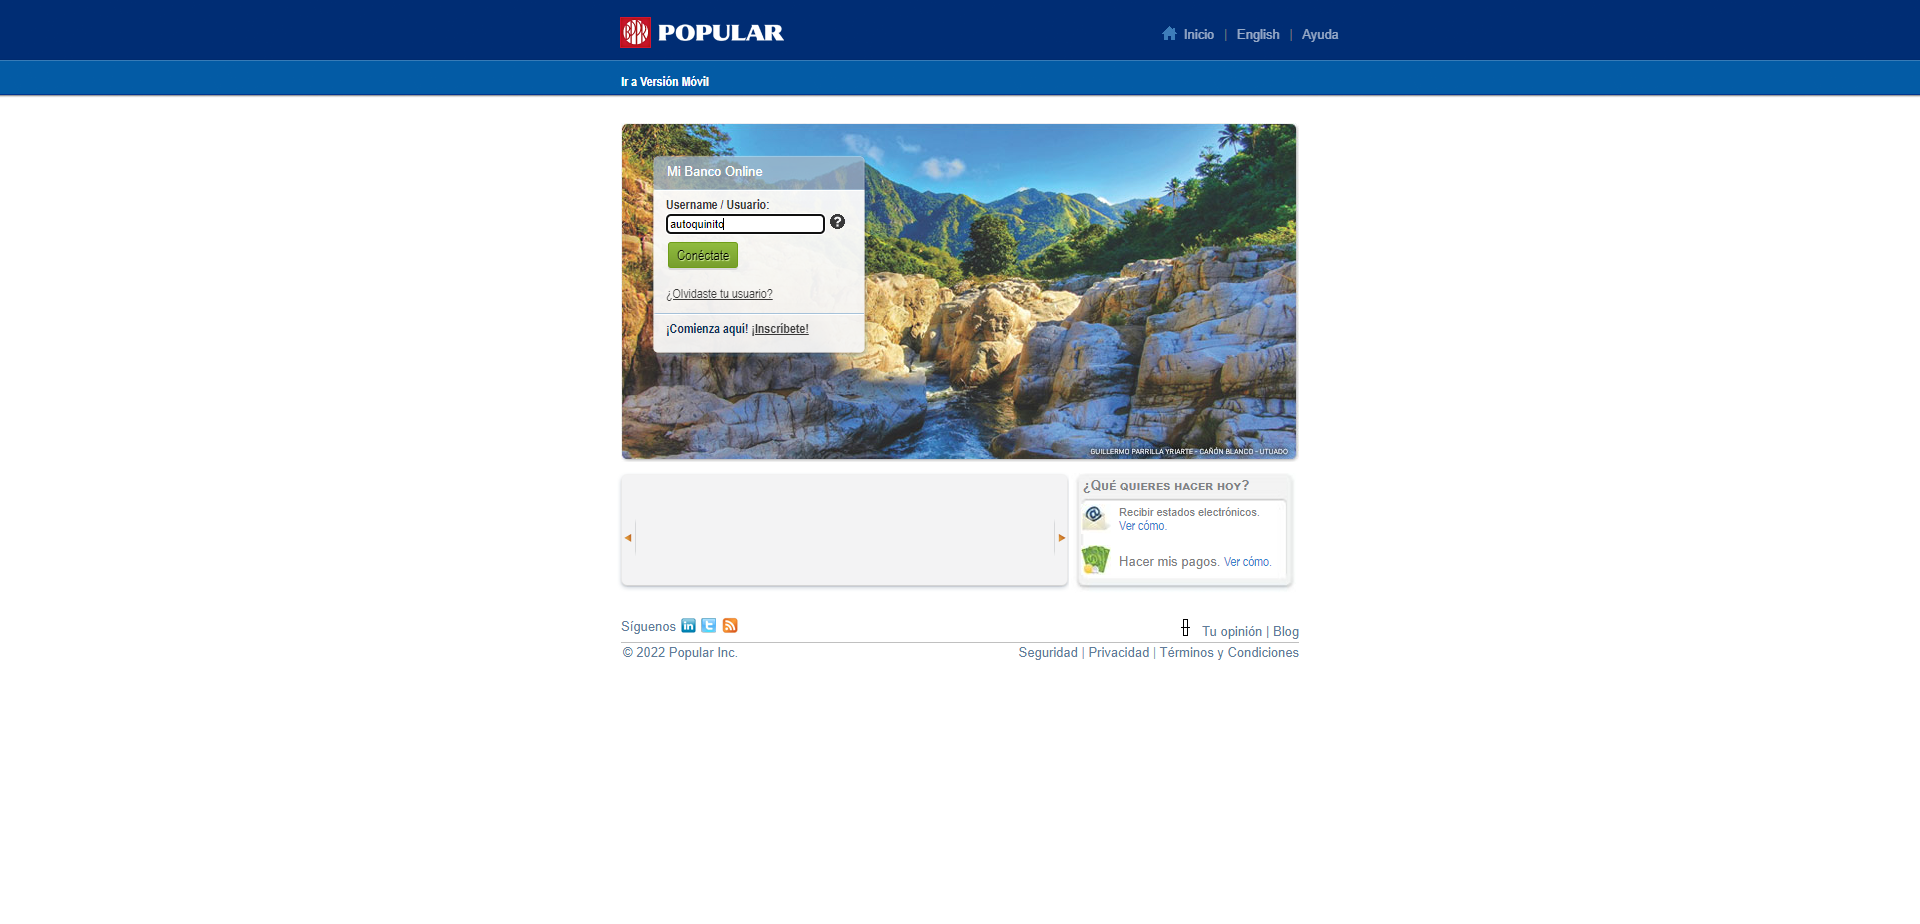 POPULAR
Inicio | English | Ayuda
Ir a Versión Móvil
Mi Banco Online
Username / Usuario:
autoquinito
?
Conéctate
¿Olvidaste tu usuario?
¡Comienza aquí! ¡Inscríbete!
GUILLERMO PARRILLA YRIARTE - CAÑÓN BLANCO - UTUADO
¿QUÉ QUIERES HACER HOY?
Recibir estados electrónicos.
Ver cómo.
Hacer mis pagos. Ver cómo.
Síguenos
Tu opinión | Blog
© 2022 Popular Inc.
Seguridad | Privacidad | Términos y Condiciones